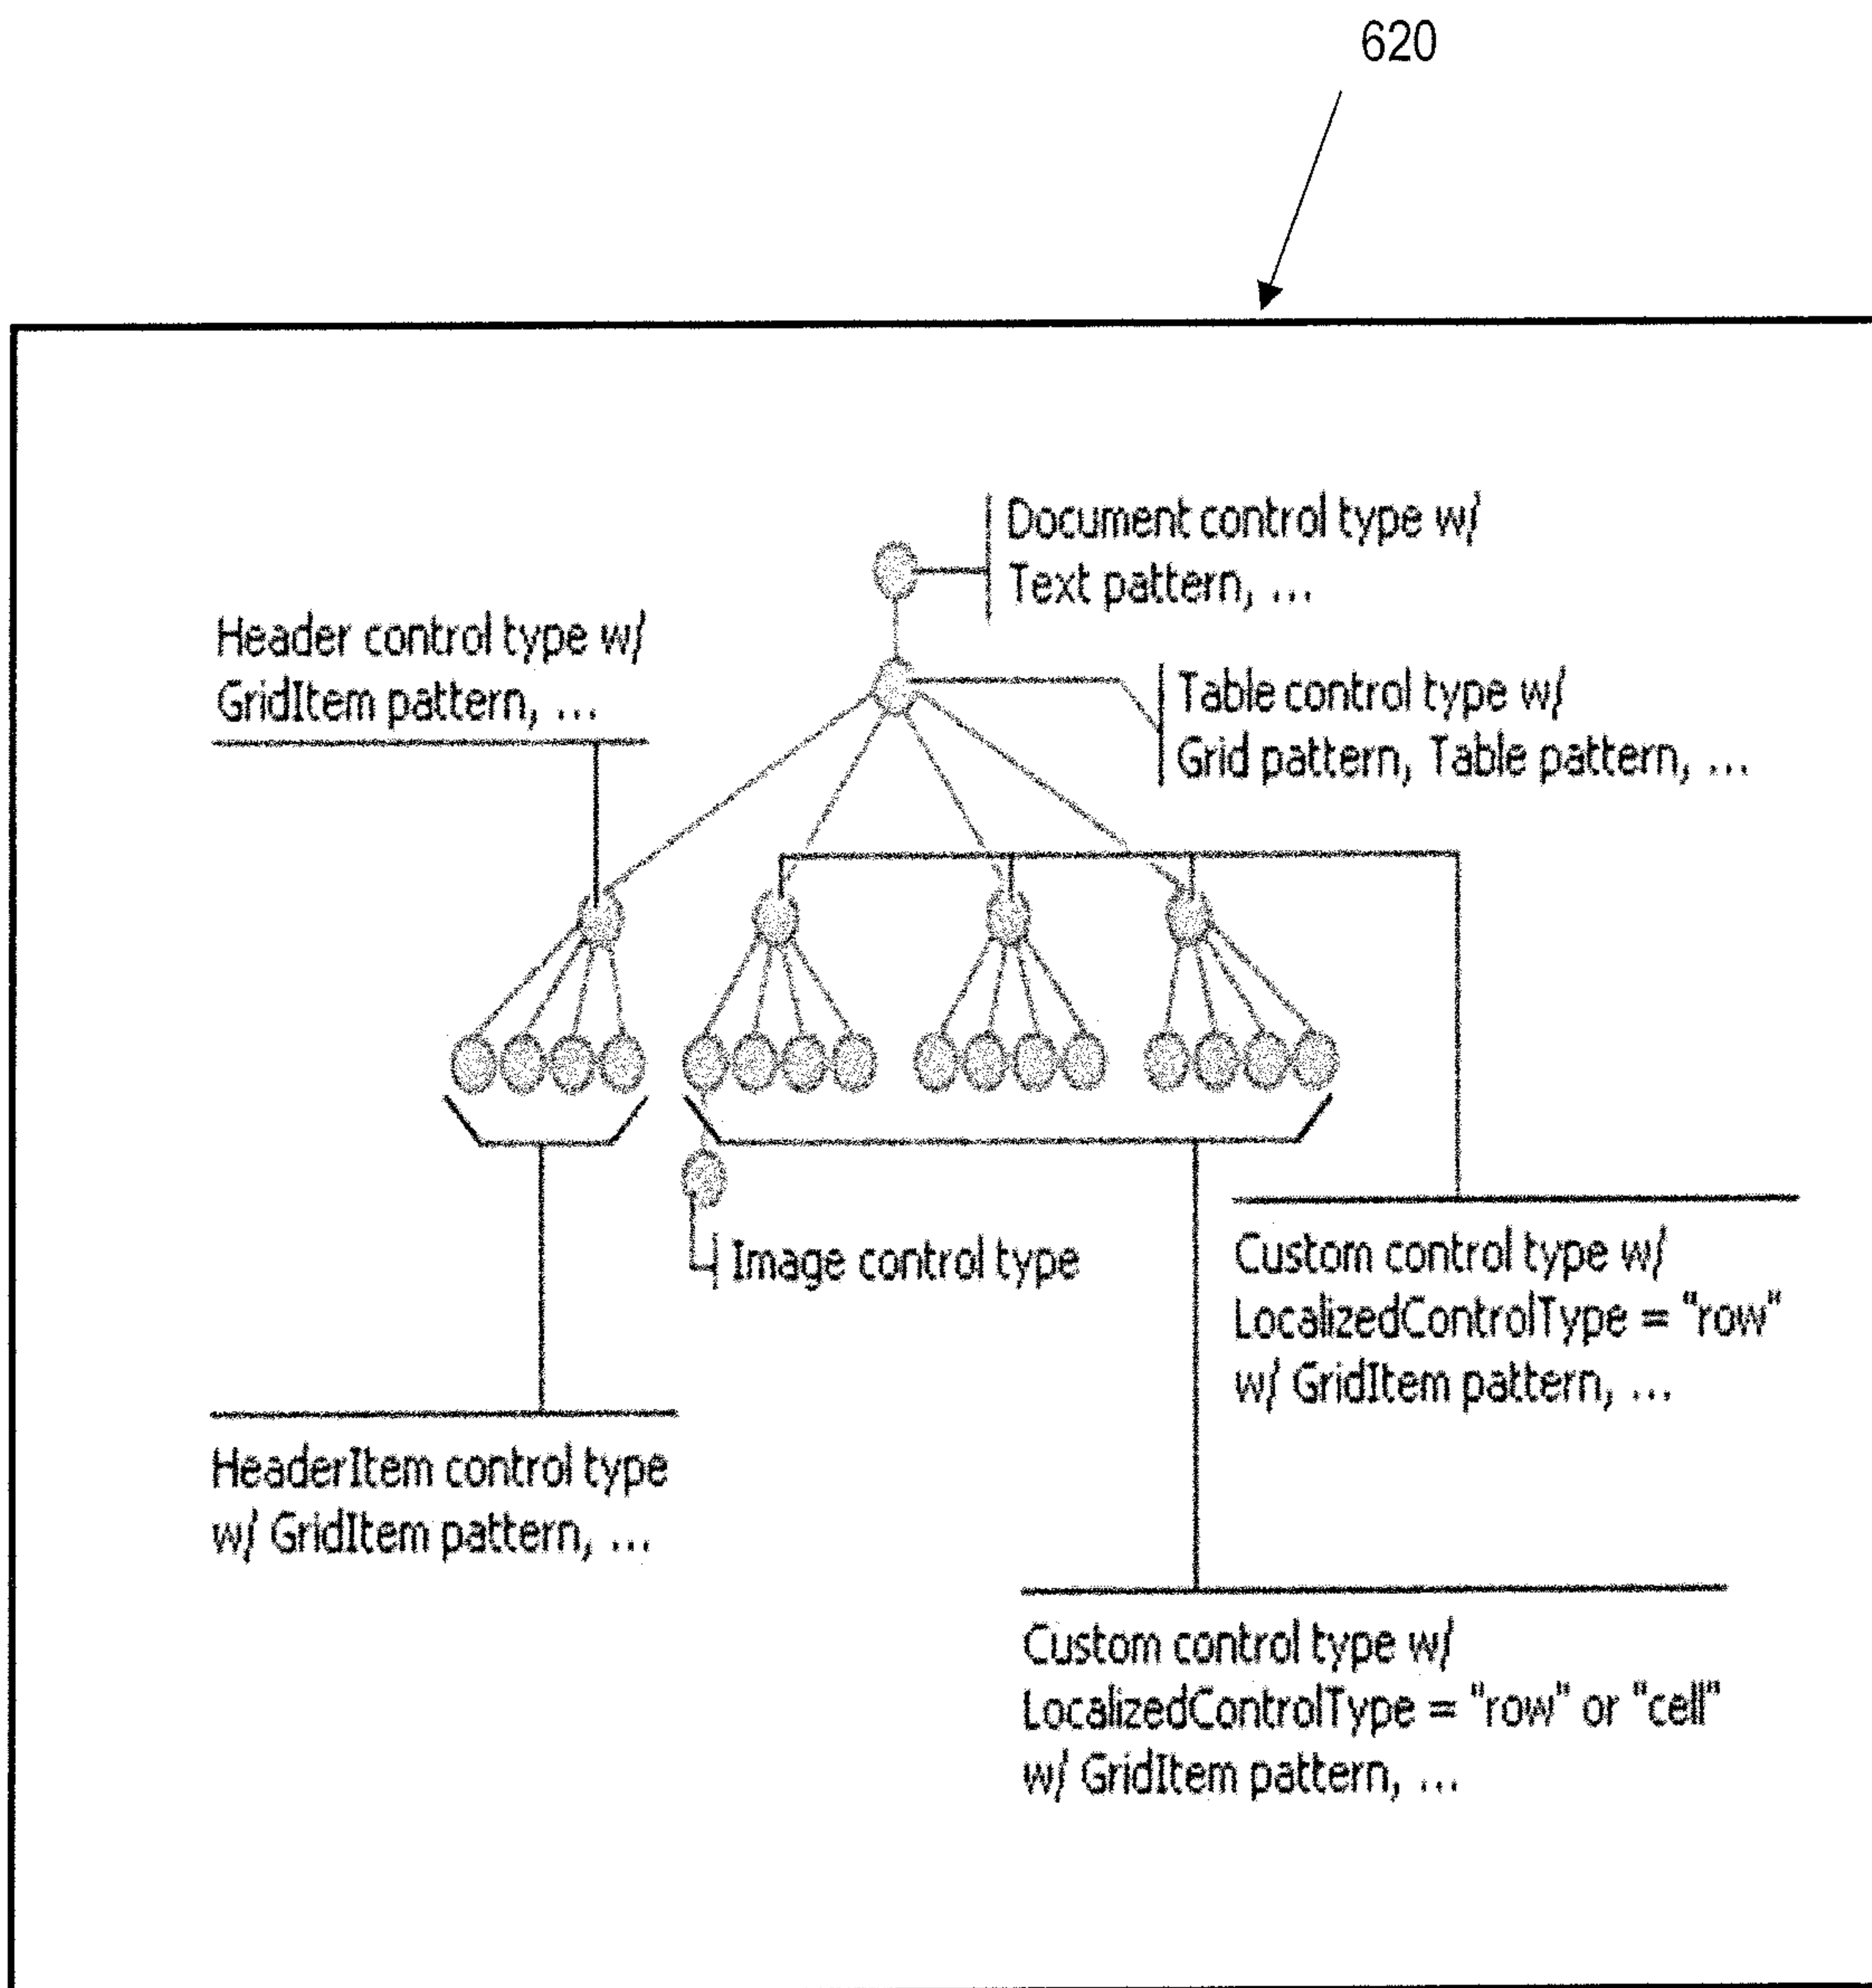 620
Document control type w/
Text pattern, ...
Header control type w/
GridItem pattern, ...
Table control type w/
Grid pattern, Table pattern, ...
Image control type
Custom control type w/
LocalizedControlType = "row"
w/ GridItem pattern, ...
HeaderItem control type
w/ GridItem pattern, ...
Custom control type w/
LocalizedControlType = "row" or "cell"
w/ GridItem pattern, ...